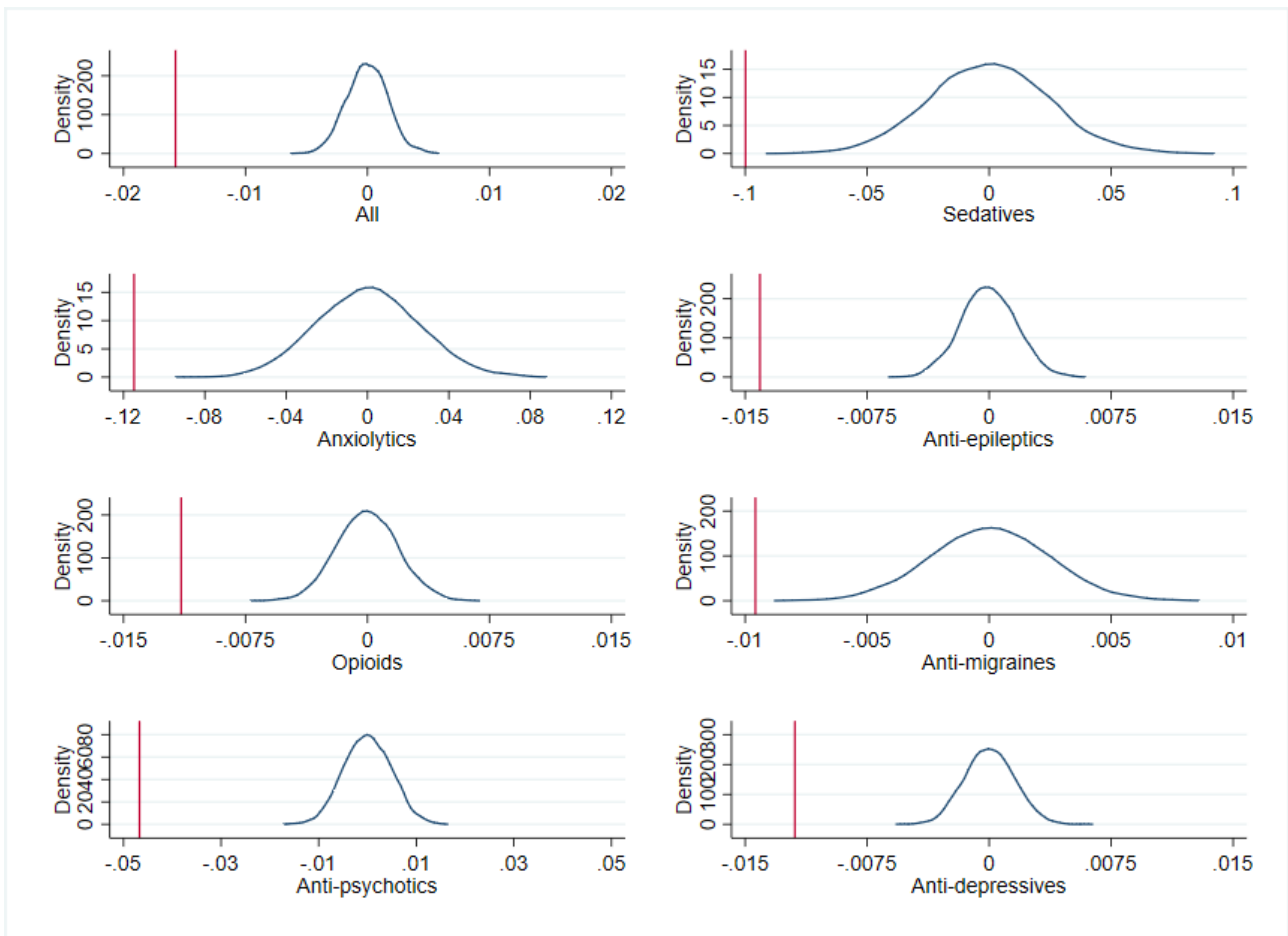 Density
0 100 200
-.02 -.01 0 .01 .02
All
Density
0 5 10 15
-.1 -.05 0 .05 .1
Sedatives
Density
0 5 10 15
-.12 -.08 -.04 0 .04 .08 .12
Anxiolytics
Density
0 100 200
-.015 -.0075 0 .0075 .015
Anti-epileptics
Density
0 100 200
-.015 -.0075 0 .0075 .015
Opioids
Density
0 100 200
-.01 -.005 0 .005 .01
Anti-migraines
Density
0 20 40 60 80
-.05 -.03 -.01 .01 .03 .05
Anti-psychotics
Density
0 100 200 300
-.015 -.0075 0 .0075 .015
Anti-depressives